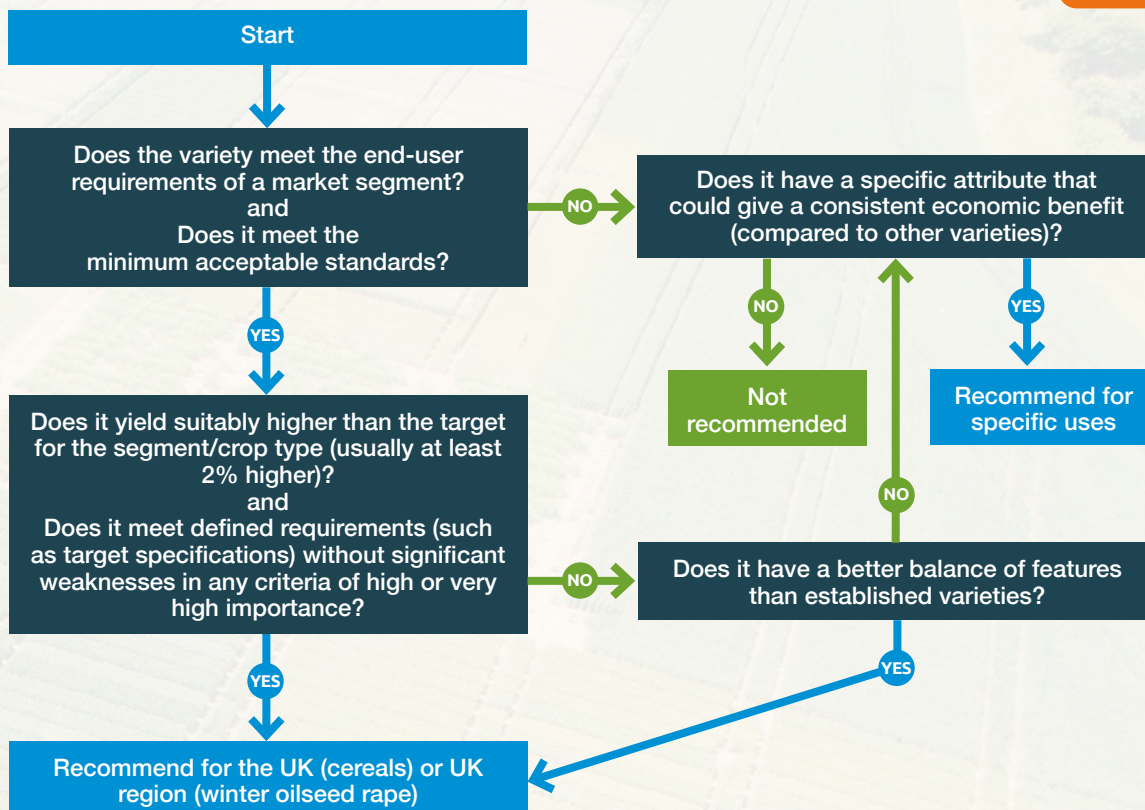 Start
Does the variety meet the end-user
requirements of a market segment?
and
Does it meet the
minimum acceptable standards?
NO
Does it have a specific attribute that
could give a consistent economic benefit
(compared to other varieties)?
YES
NO
YES
Not
recommended
Recommend for
specific uses
Does it yield suitably higher than the target
for the segment/crop type (usually at least
2% higher)?
and
Does it meet defined requirements (such
as target specifications) without significant
weaknesses in any criteria of high or very
high importance?
NO
NO
Does it have a better balance of features
than established varieties?
YES
YES
Recommend for the UK (cereals) or UK
region (winter oilseed rape)